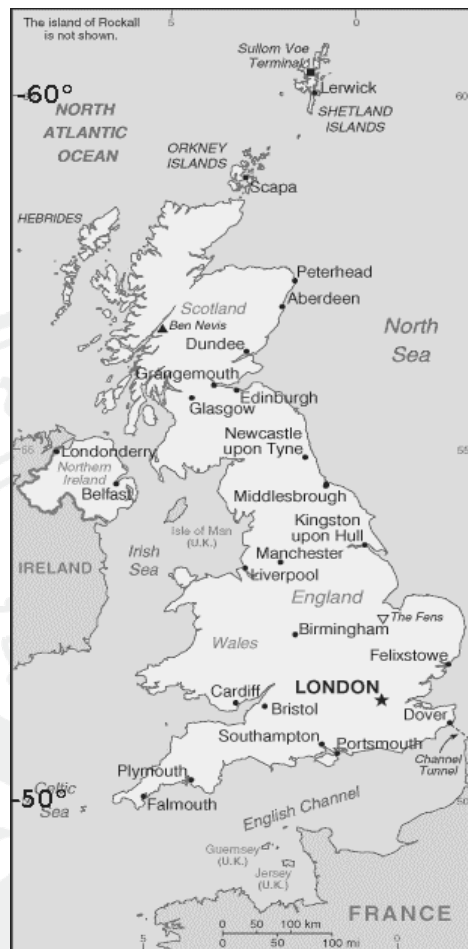 The island of Rockall
is not shown.
5
0
Sullom Voe
Terminal
-60°
60
Lerwick
NORTH
ATLANTIC
OCEAN
SHETLAND
ISLANDS
ORKNEY
ISLANDS
Scapa
HEBRIDES
Peterhead
Aberdeen
Scotland
Ben Nevis
North
Sea
Dundee
Grangemouth
Edinburgh
Glasgow
Newcastle
upon Tyne
55
Londonderry
55
Northern
Ireland
Belfast
Middlesbrough
Isle of Man
(U.K.)
Kingston
upon Hull
Irish
Sea
Manchester
IRELAND
Liverpool
England
The Fens
Wales
Birmingham
Felixstowe
LONDON
Cardiff
Bristol
Dover
Southampton
Portsmouth
Channel
Tunnel
Plymouth
-50°
50
Celtic
Sea
Falmouth
English Channel
Guernsey
(U.K.)
Jersey
(U.K.)
FRANCE
0 50 100 km
0 50 100 mi
5
0